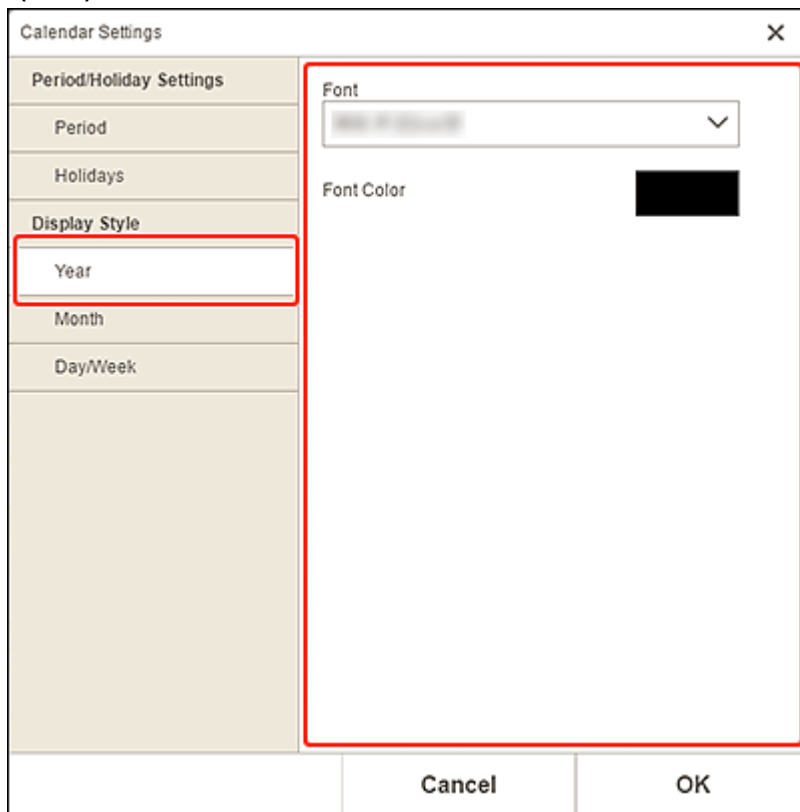 Calendar Settings
Period/Holiday Settings
Period
Holidays
Display Style
Year
Month
Day/Week
Font
Font Color
Cancel
OK